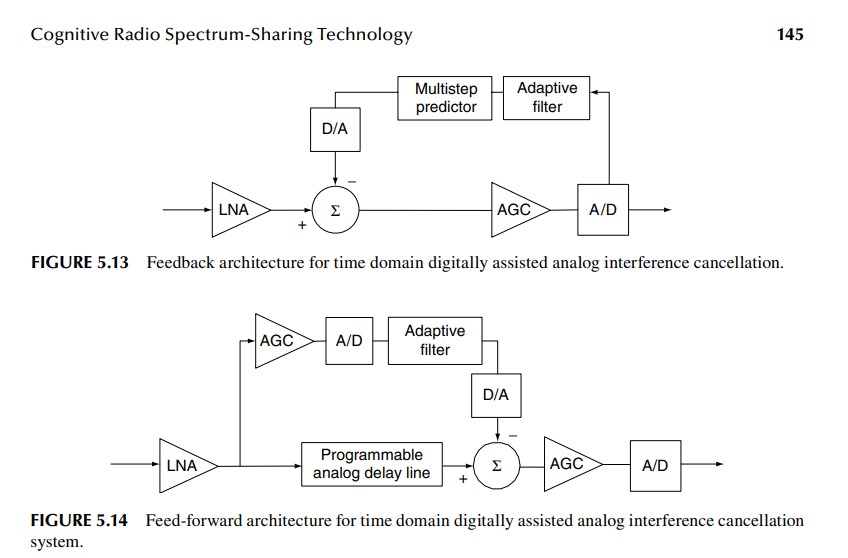 Cognitive Radio Spectrum-Sharing Technology 145
Multistep
predictor
Adaptive
filter
D/A
−
LNA
+
Σ
AGC
A/D
FIGURE 5.13 Feedback architecture for time domain digitally assisted analog interference cancellation.
AGC
A/D
Adaptive
filter
D/A
−
LNA
Programmable
analog delay line
+
Σ
AGC
A/D
FIGURE 5.14 Feed-forward architecture for time domain digitally assisted analog interference cancellation
system.